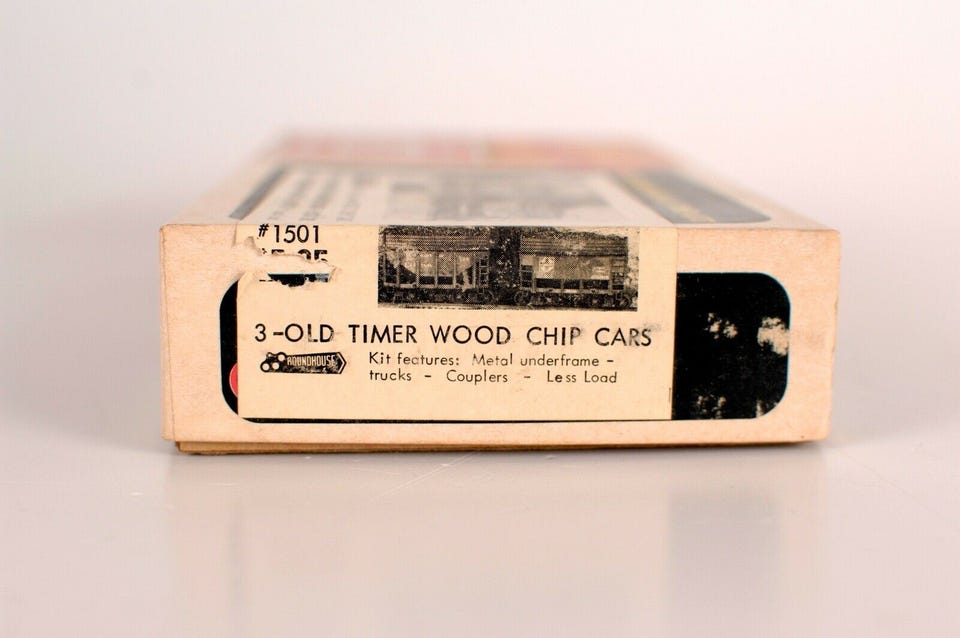 #1501
3-OLD TIMER WOOD CHIP CARS
ROUNDHOUSE
Kit features: Metal underframe -
trucks - Couplers - Less Load